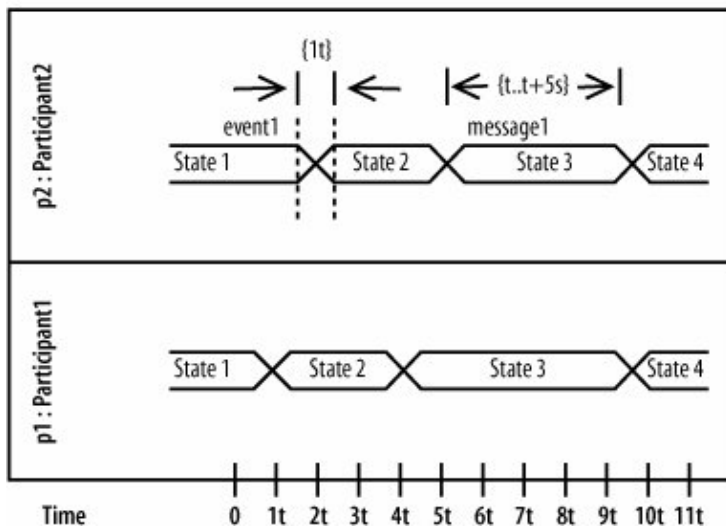 p2 : Participant2
{1t}
{t..t+5s}
event1
message1
State 1 State 2 State 3 State 4
p1 : Participant1
State 1 State 2 State 3 State 4
Time 0 1t 2t 3t 4t 5t 6t 7t 8t 9t 10t 11t